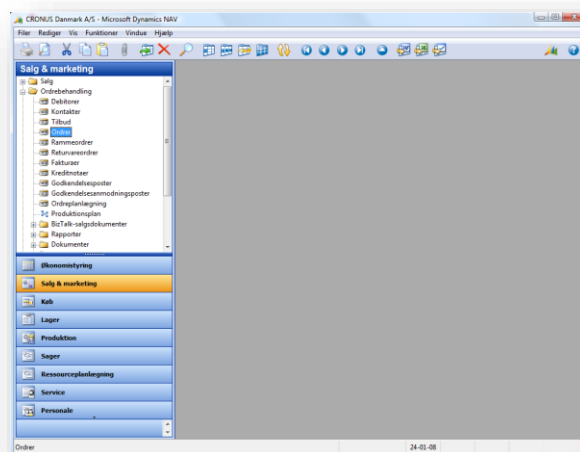 CRONUS Danmark A/S - Microsoft Dynamics NAV
Filer Rediger Vis Funktioner Vindue Hjælp
Salg & marketing
Salg
Ordrebehandling
Debitorer
Kontakter
Tilbud
Ordrer
Rammeordrer
Returvareordrer
Fakturaer
Kreditnotaer
Godkendelsesposter
Godkendelsesanmodningsposter
Ordreplanlægning
Produktionsplan
BizTalk-salgsdokumenter
Rapporter
Dokumenter
Økonomistyring
Salg & marketing
Køb
Lager
Produktion
Sager
Ressourceplanlægning
Service
Personale
Ordrer 24-01-08